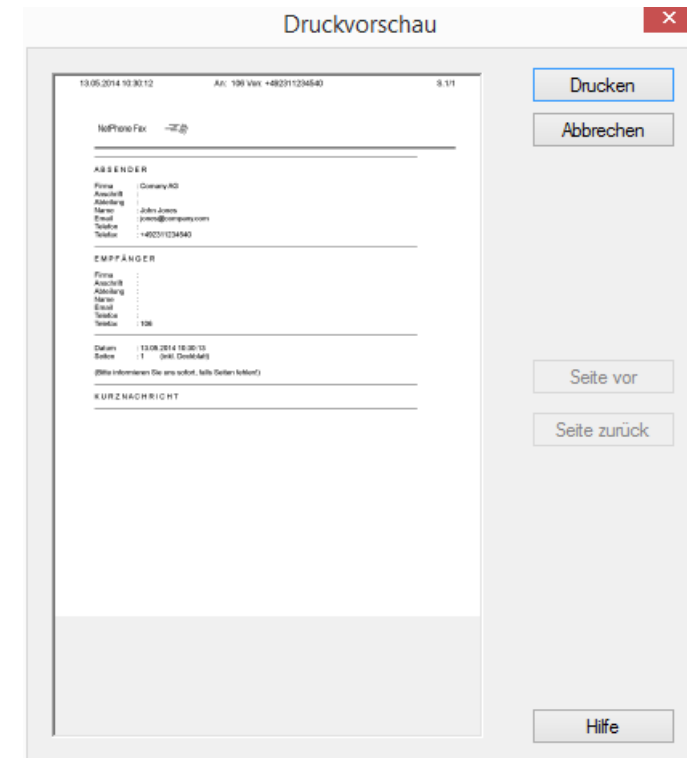 Druckvorschau
13.05.2014 10:30:12 An: 106 Von: +492311234540 S.1/1
NetPhone Fax
ABSENDER
Firma : Comany AG
Anschrift :
Abteilung :
Name : John Jones
Email : jones@company.com
Telefon :
Telefax : +492311234540
EMPFÄNGER
Firma :
Anschrift :
Abteilung :
Name :
Email :
Telefon :
Telefax : 106
Datum : 13.05.2014 10:30:13
Seiten : 1 (inkl. Deckblatt)
(Bitte informieren Sie uns sofort, falls Seiten fehlen!)
KURZNACHRICHT
Drucken
Abbrechen
Seite vor
Seite zurück
Hilfe